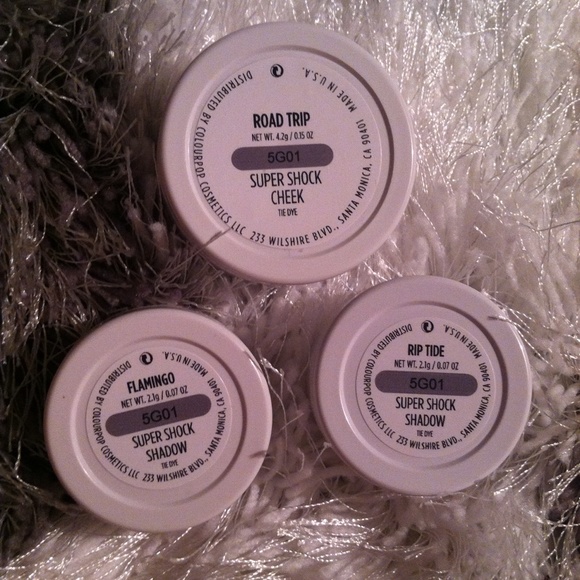 ROAD TRIP
NET WT. 4.2g / 0.15 OZ
5G01
SUPER SHOCK
CHEEK
TIE DYE
DISTRIBUTED BY COLOURPOP COSMETICS LLC 233 WILSHIRE BLVD., SANTA MONICA, CA 90401
MADE IN U.S.A.
FLAMINGO
NET WT. 2.1g / 0.07 OZ
5G01
SUPER SHOCK
SHADOW
TIE DYE
DISTRIBUTED BY COLOURPOP COSMETICS LLC 233 WILSHIRE BLVD., SANTA MONICA, CA 90401
MADE IN U.S.A.
RIP TIDE
NET WT. 2.1g / 0.07 OZ
5G01
SUPER SHOCK
SHADOW
TIE DYE
DISTRIBUTED BY COLOURPOP COSMETICS LLC 233 WILSHIRE BLVD., SANTA MONICA, CA 90401
MADE IN U.S.A.